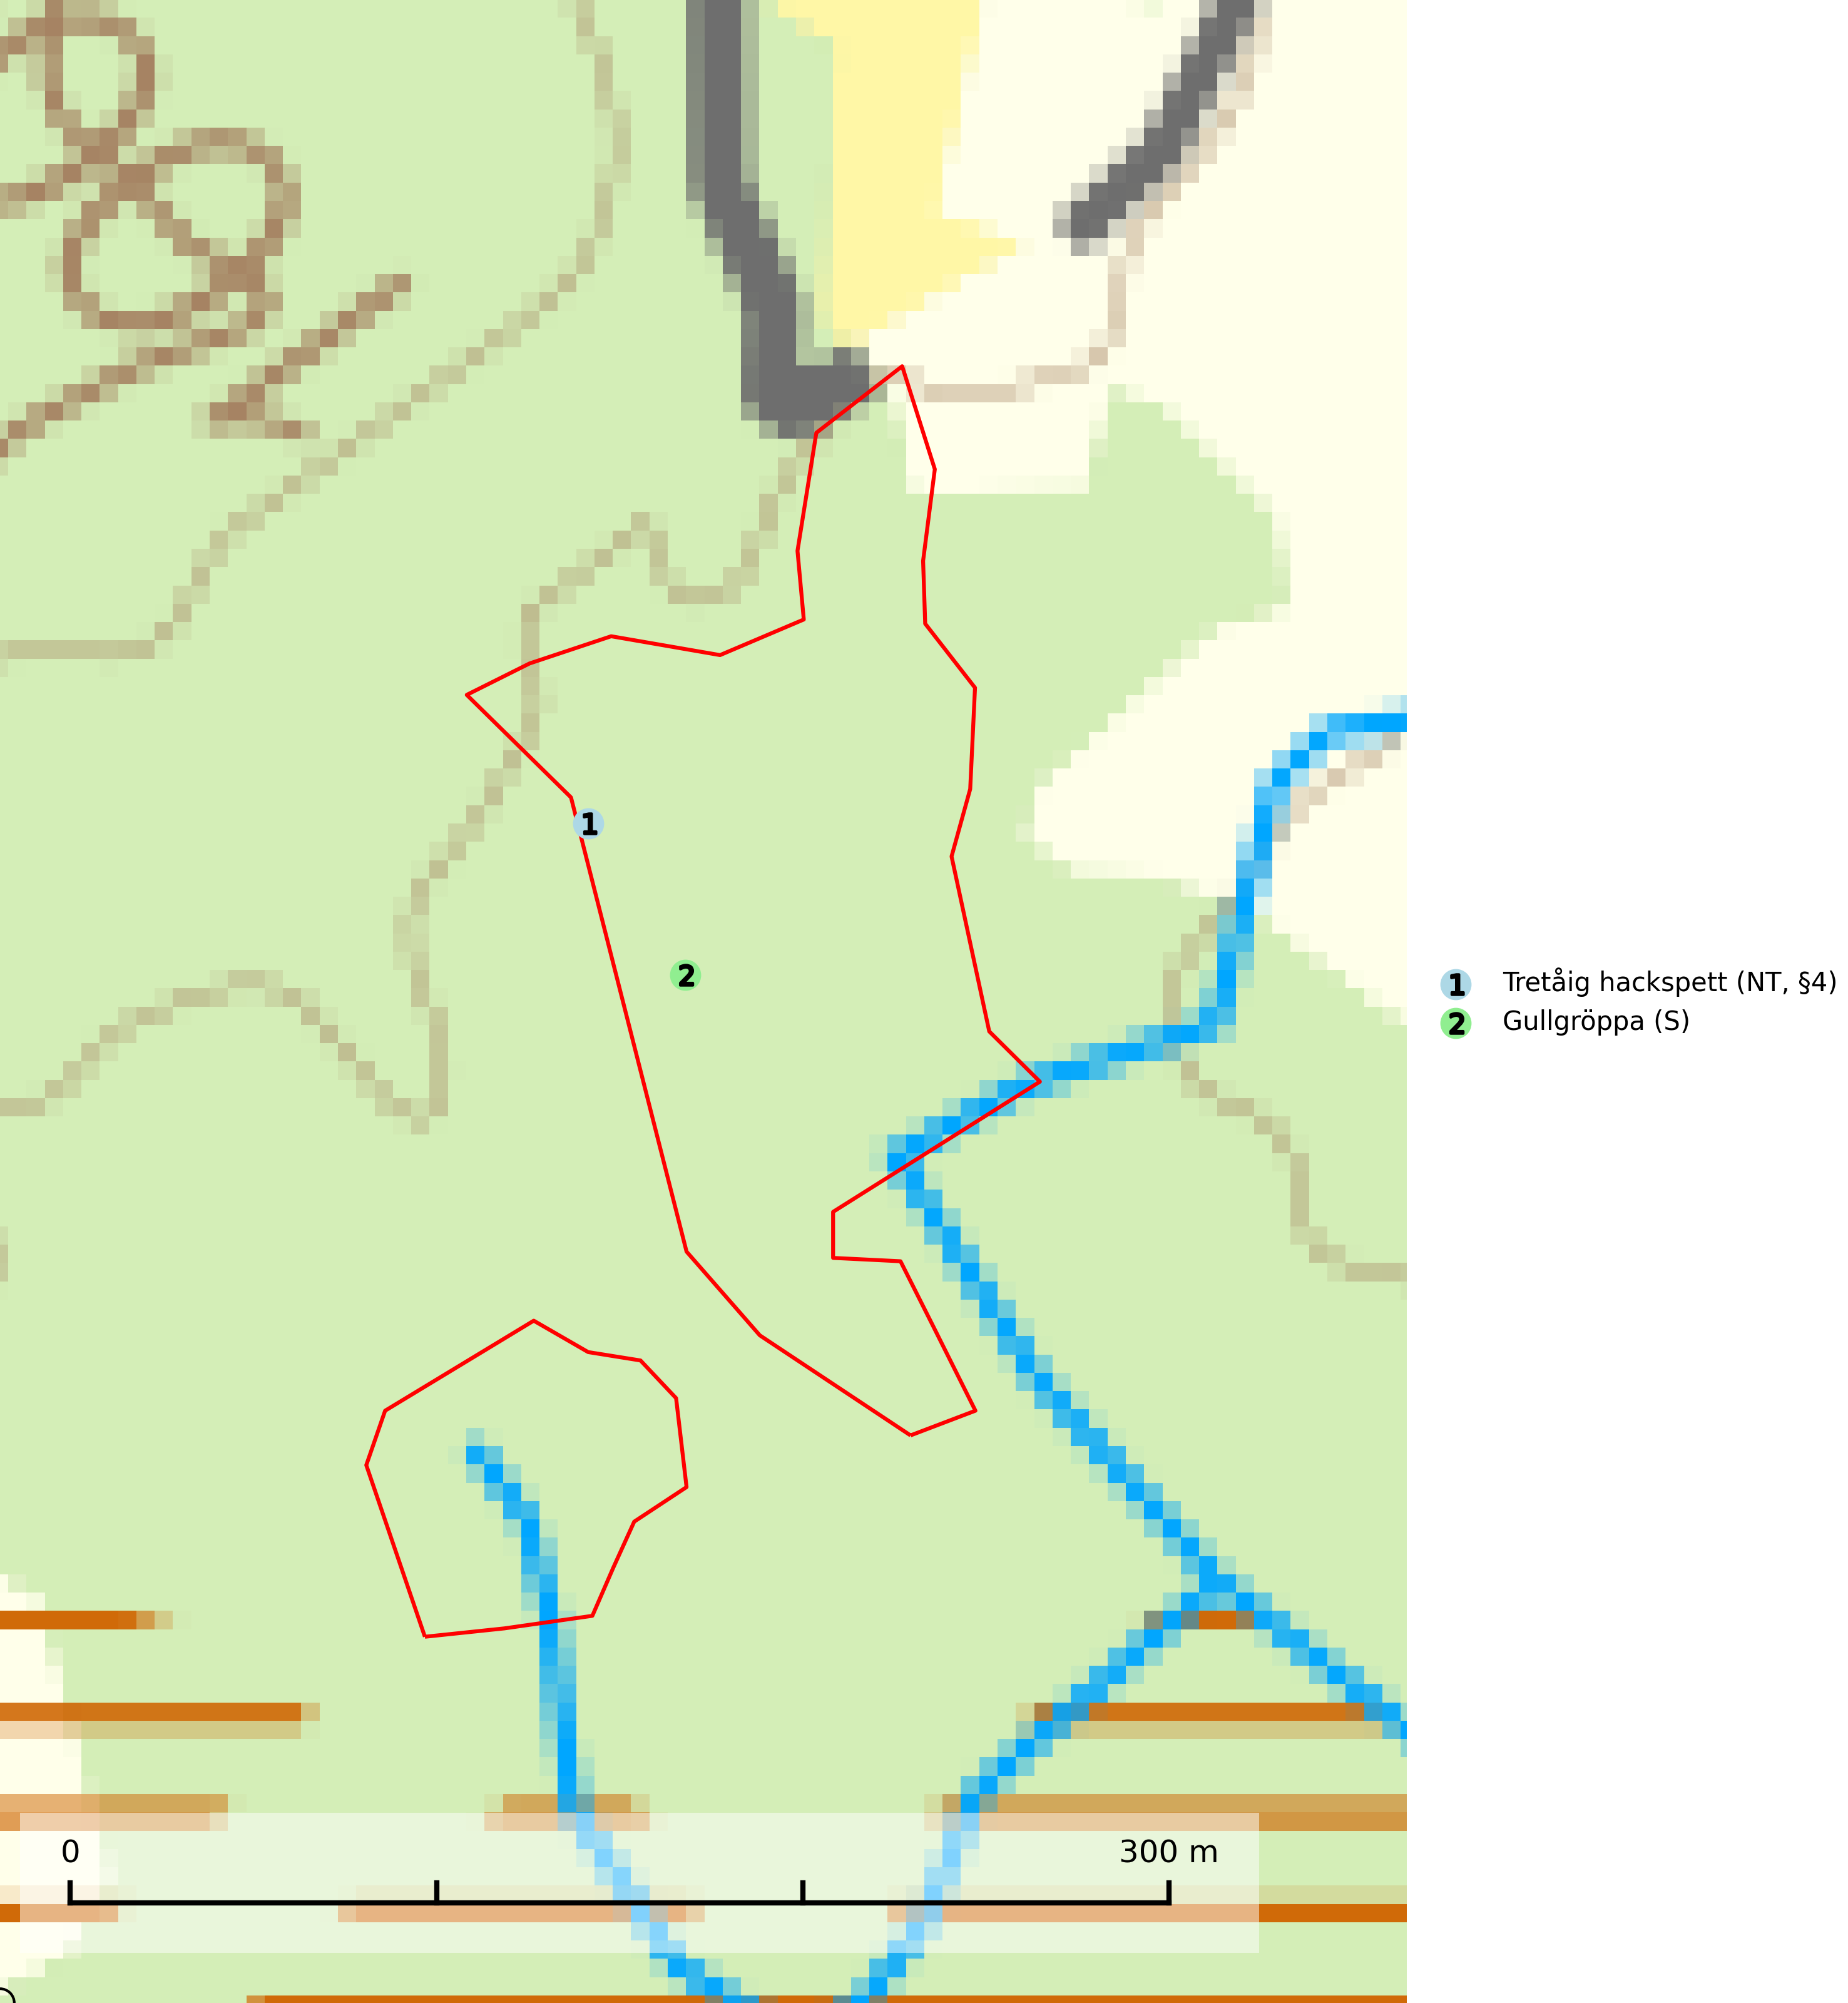 1
2
1 Tretåig hackspett (NT, §4)
2 Gullgröppa (S)
0 300 m